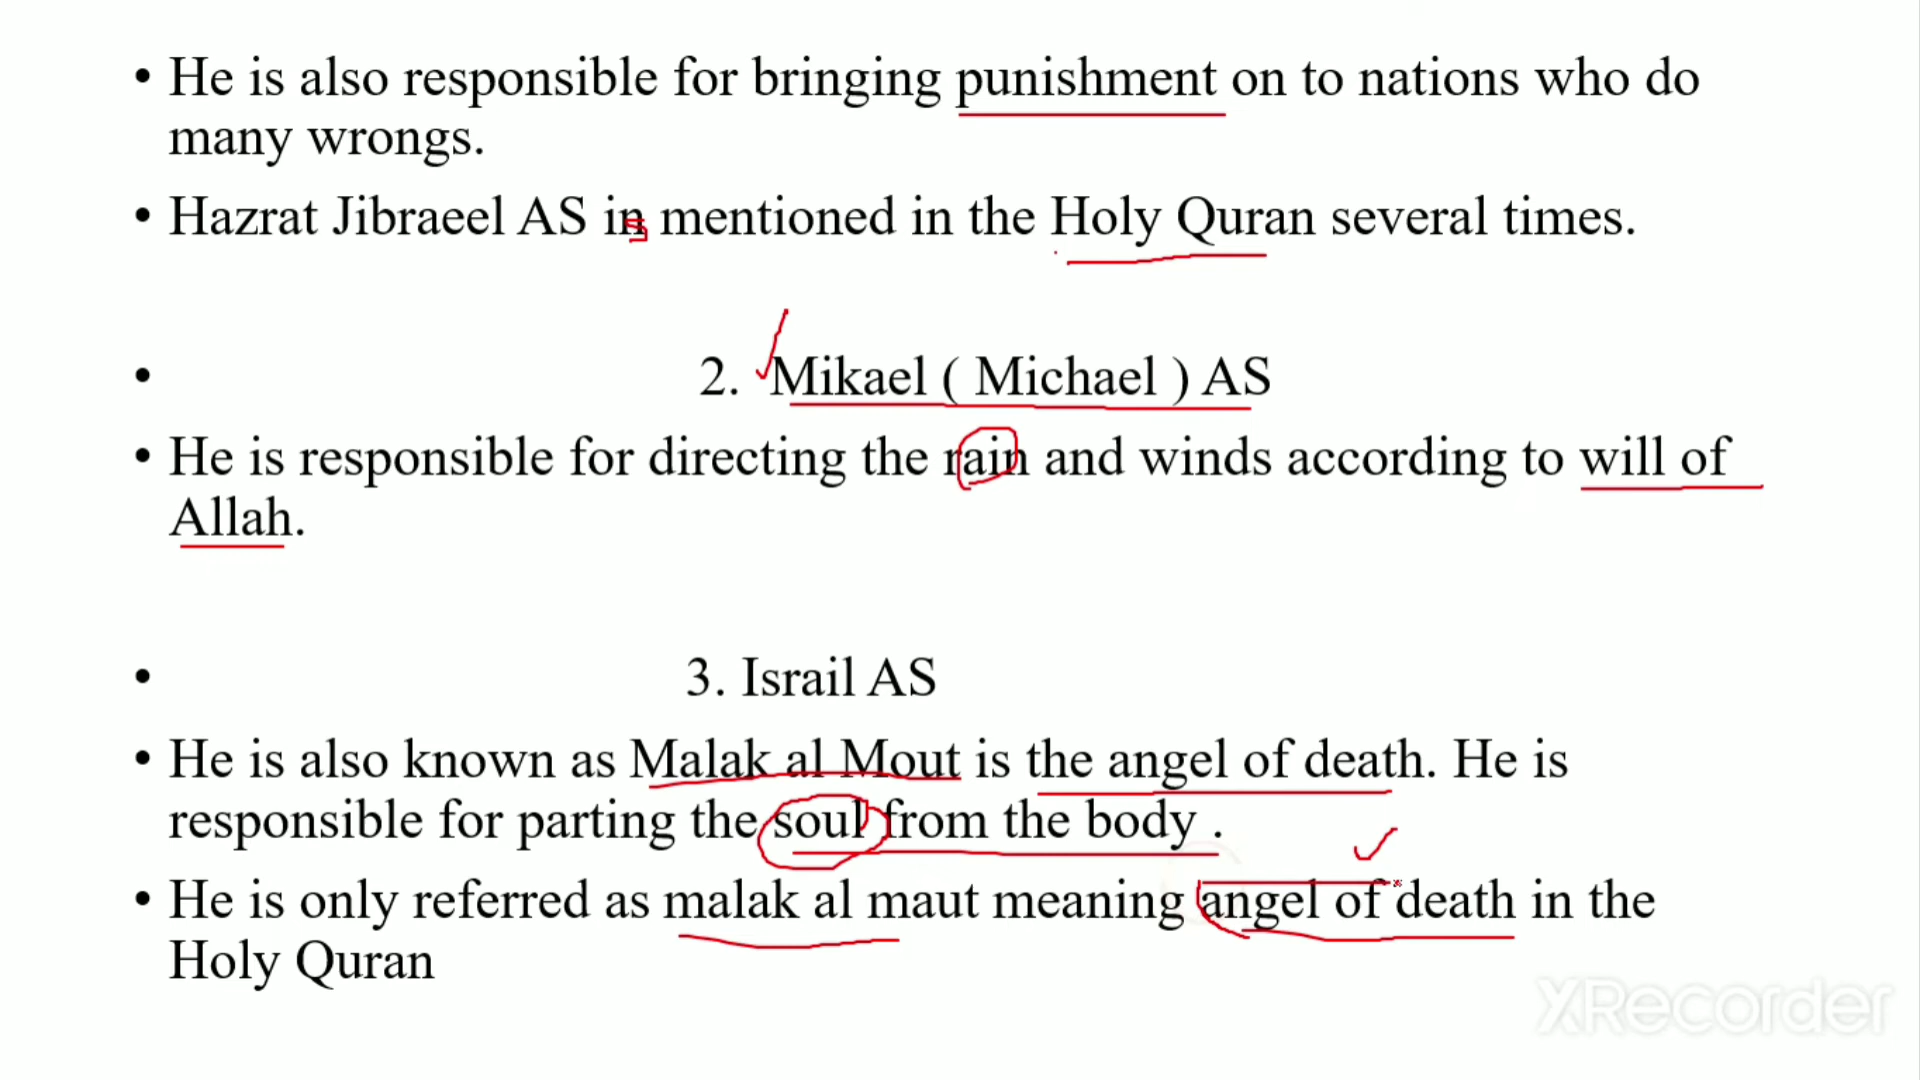 • He is also responsible for bringing punishment on to nations who do
many wrongs.
• Hazrat Jibraeel AS in mentioned in the Holy Quran several times.
s
• 2. Mikael ( Michael ) AS
• He is responsible for directing the rain and winds according to will of
Allah.
• 3. Israil AS
• He is also known as Malak al Mout is the angel of death. He is
responsible for parting the soul from the body .
• He is only referred as malak al maut meaning angel of death in the
Holy Quran
XRecorder